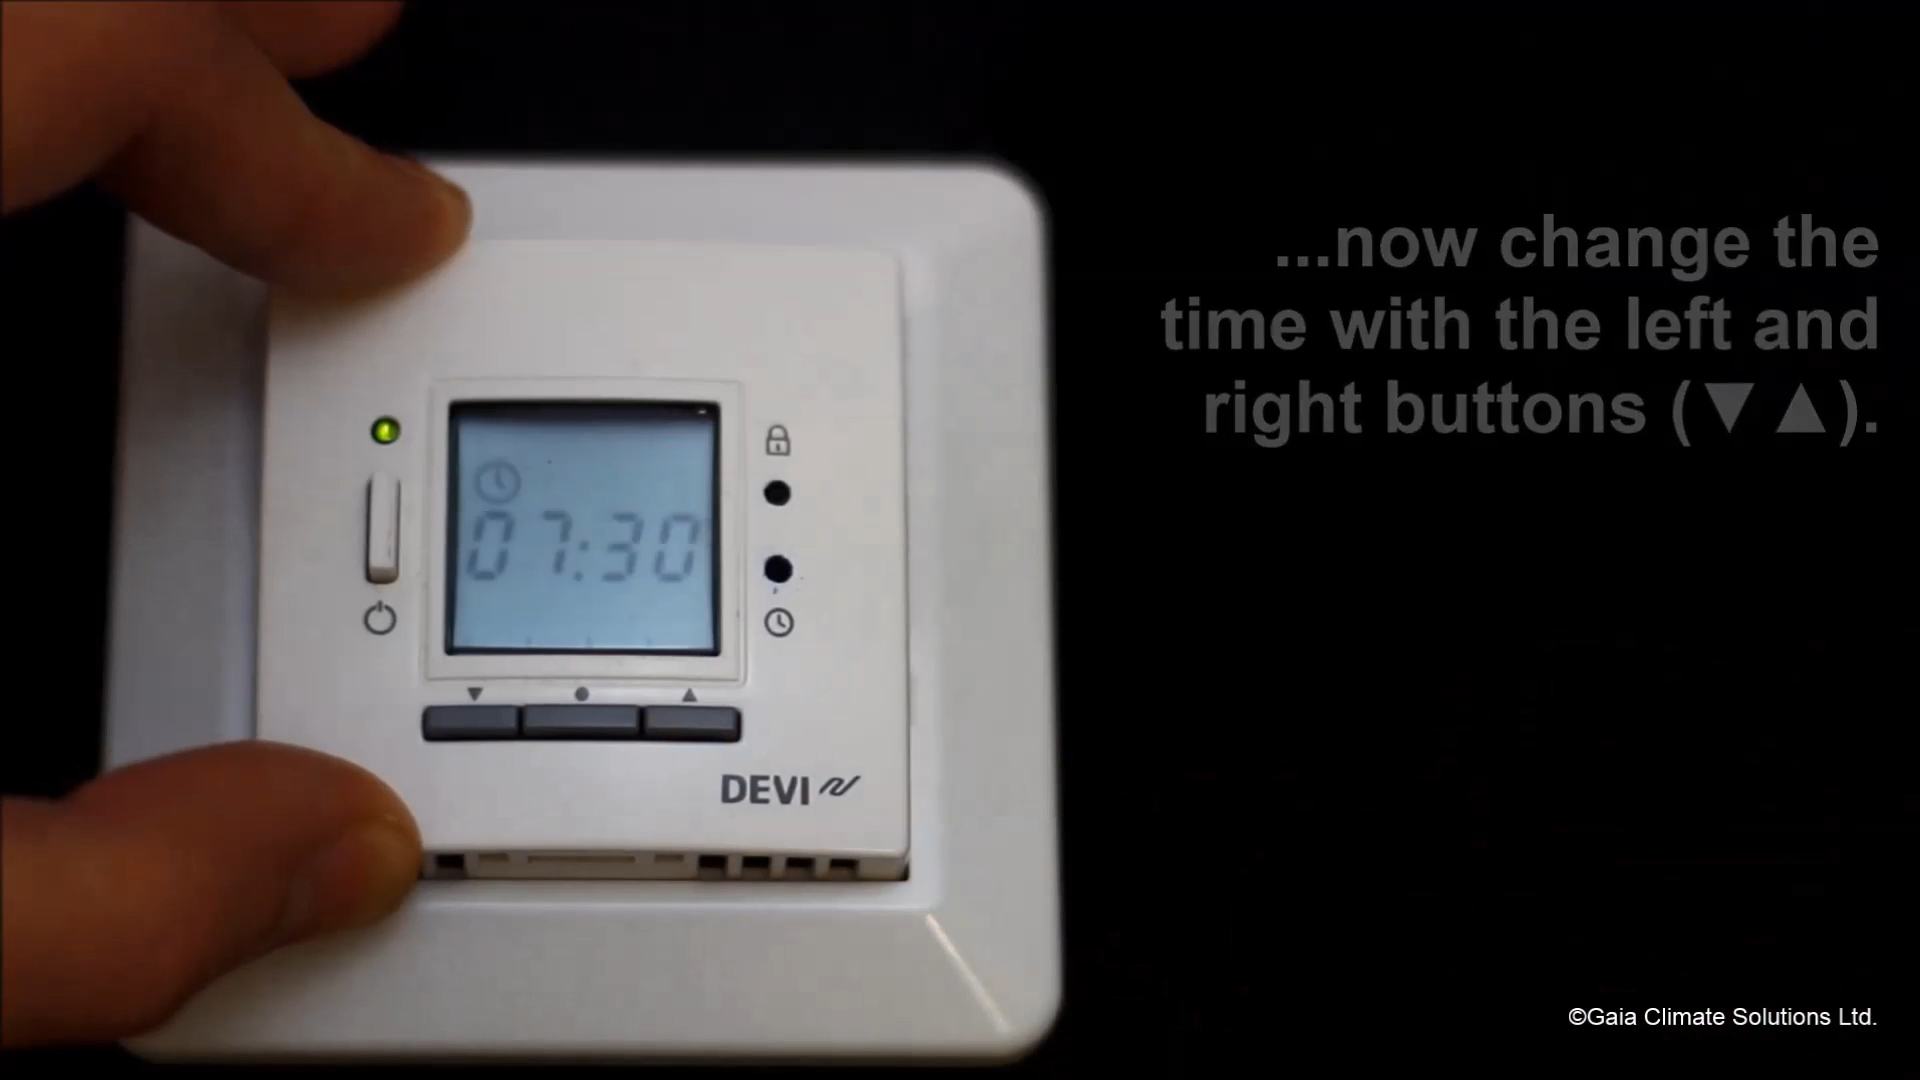 ...now change the
time with the left and
right buttons (▼▲).
07:30
▼ ● ▲
DEVI
©Gaia Climate Solutions Ltd.